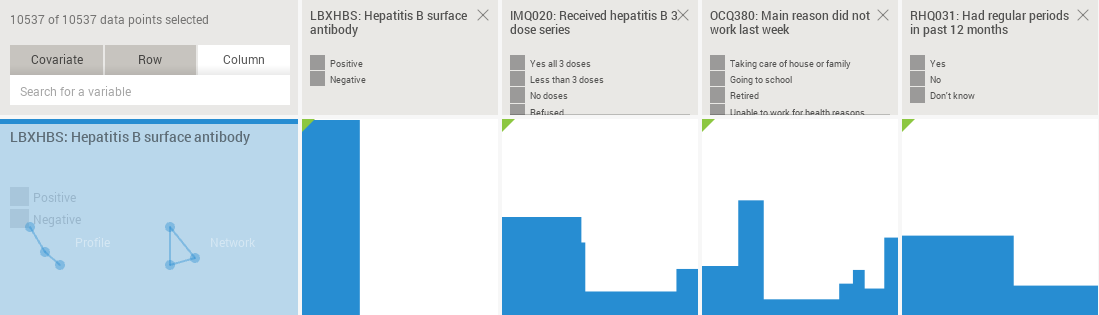 10537 of 10537 data points selected
Covariate
Row
Column
Search for a variable
LBXHBS: Hepatitis B surface
antibody
Positive
Negative
IMQ020: Received hepatitis B 3
dose series
Yes all 3 doses
Less than 3 doses
No doses
Refused
OCQ380: Main reason did not
work last week
Taking care of house or family
Going to school
Retired
Unable to work for health reasons
RHQ031: Had regular periods
in past 12 months
Yes
No
Don't know
LBXHBS: Hepatitis B surface antibody
Positive
Negative
Profile
Network